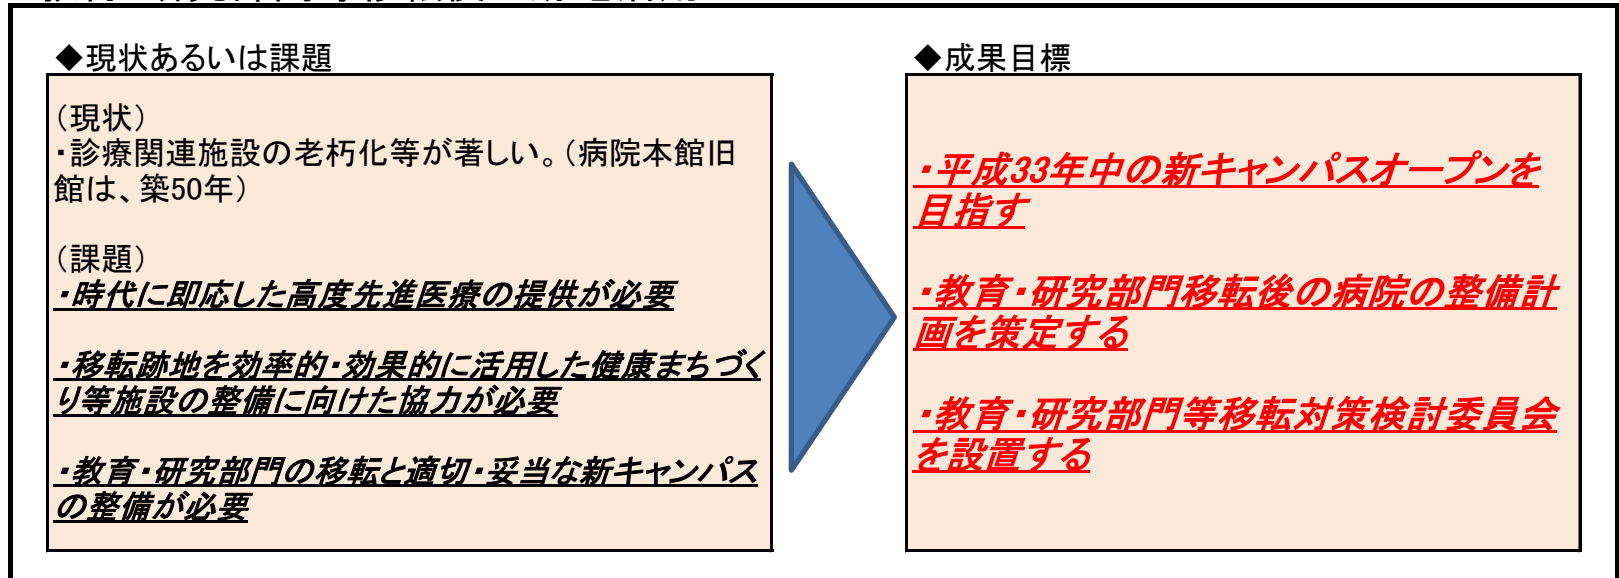 ◆現状あるいは課題
（現状）
・診療関連施設の老朽化等が著しい。（病院本館旧
館は、築50年）
（課題）
・時代に即応した高度先進医療の提供が必要
・移転跡地を効率的・効果的に活用した健康まちづく
り等施設の整備に向けた協力が必要
・教育・研究部門の移転と適切・妥当な新キャンパス
の整備が必要
◆成果目標
・平成33年中の新キャンパスオープンを
目指す
・教育・研究部門移転後の病院の整備計
画を策定する
・教育・研究部門等移転対策検討委員会
を設置する